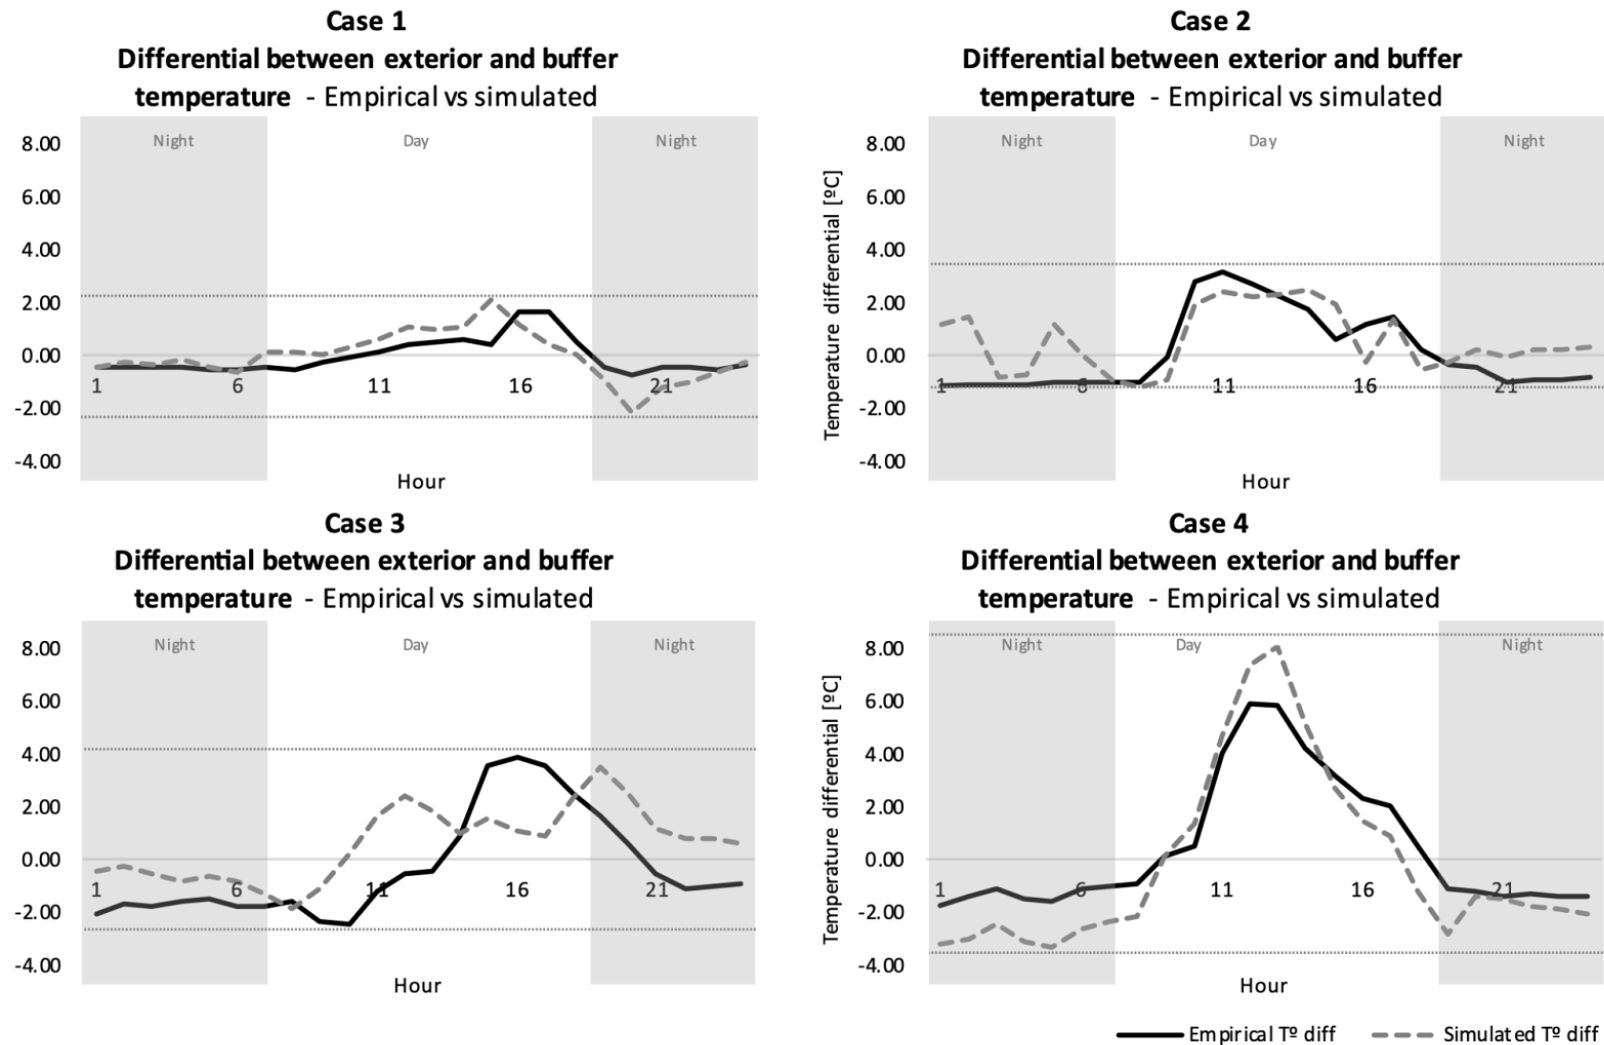 Case 1
Differential between exterior and buffer
temperature - Empirical vs simulated
Night
Day
Night
8.00
6.00
4.00
2.00
0.00
-2.00
-4.00
1
6
11
16
21
Hour
Case 2
Differential between exterior and buffer
temperature - Empirical vs simulated
Temperature differential [ºC]
Night
Day
Night
8.00
6.00
4.00
2.00
0.00
-2.00
-4.00
1
6
11
16
21
Hour
Case 3
Differential between exterior and buffer
temperature - Empirical vs simulated
Night
Day
Night
8.00
6.00
4.00
2.00
0.00
-2.00
-4.00
1
6
11
16
21
Hour
Case 4
Differential between exterior and buffer
temperature - Empirical vs simulated
Temperature differential [ºC]
Night
Day
Night
8.00
6.00
4.00
2.00
0.00
-2.00
-4.00
1
6
11
16
21
Hour
Empirical Tº diff
Simulated Tº diff